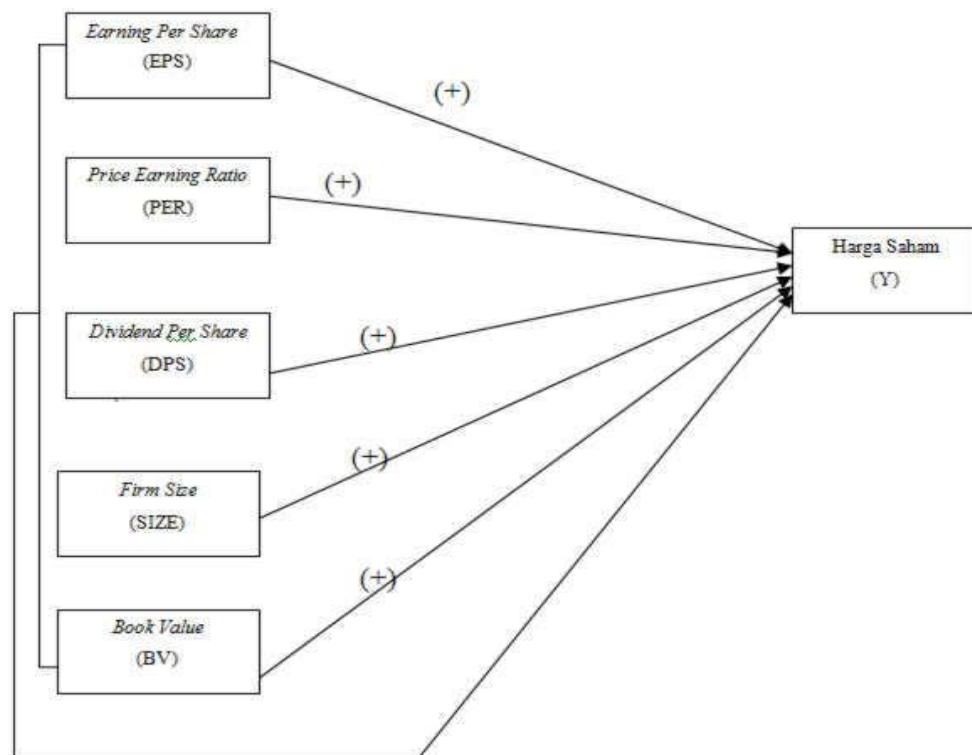 Earning Per Share
(EPS)
(+)
Price Earning Ratio
(PER)
(+)
Harga Saham
(Y)
Dividend Per Share
(DPS)
(+)
Firm Size
(SIZE)
(+)
Book Value
(BV)
(+)